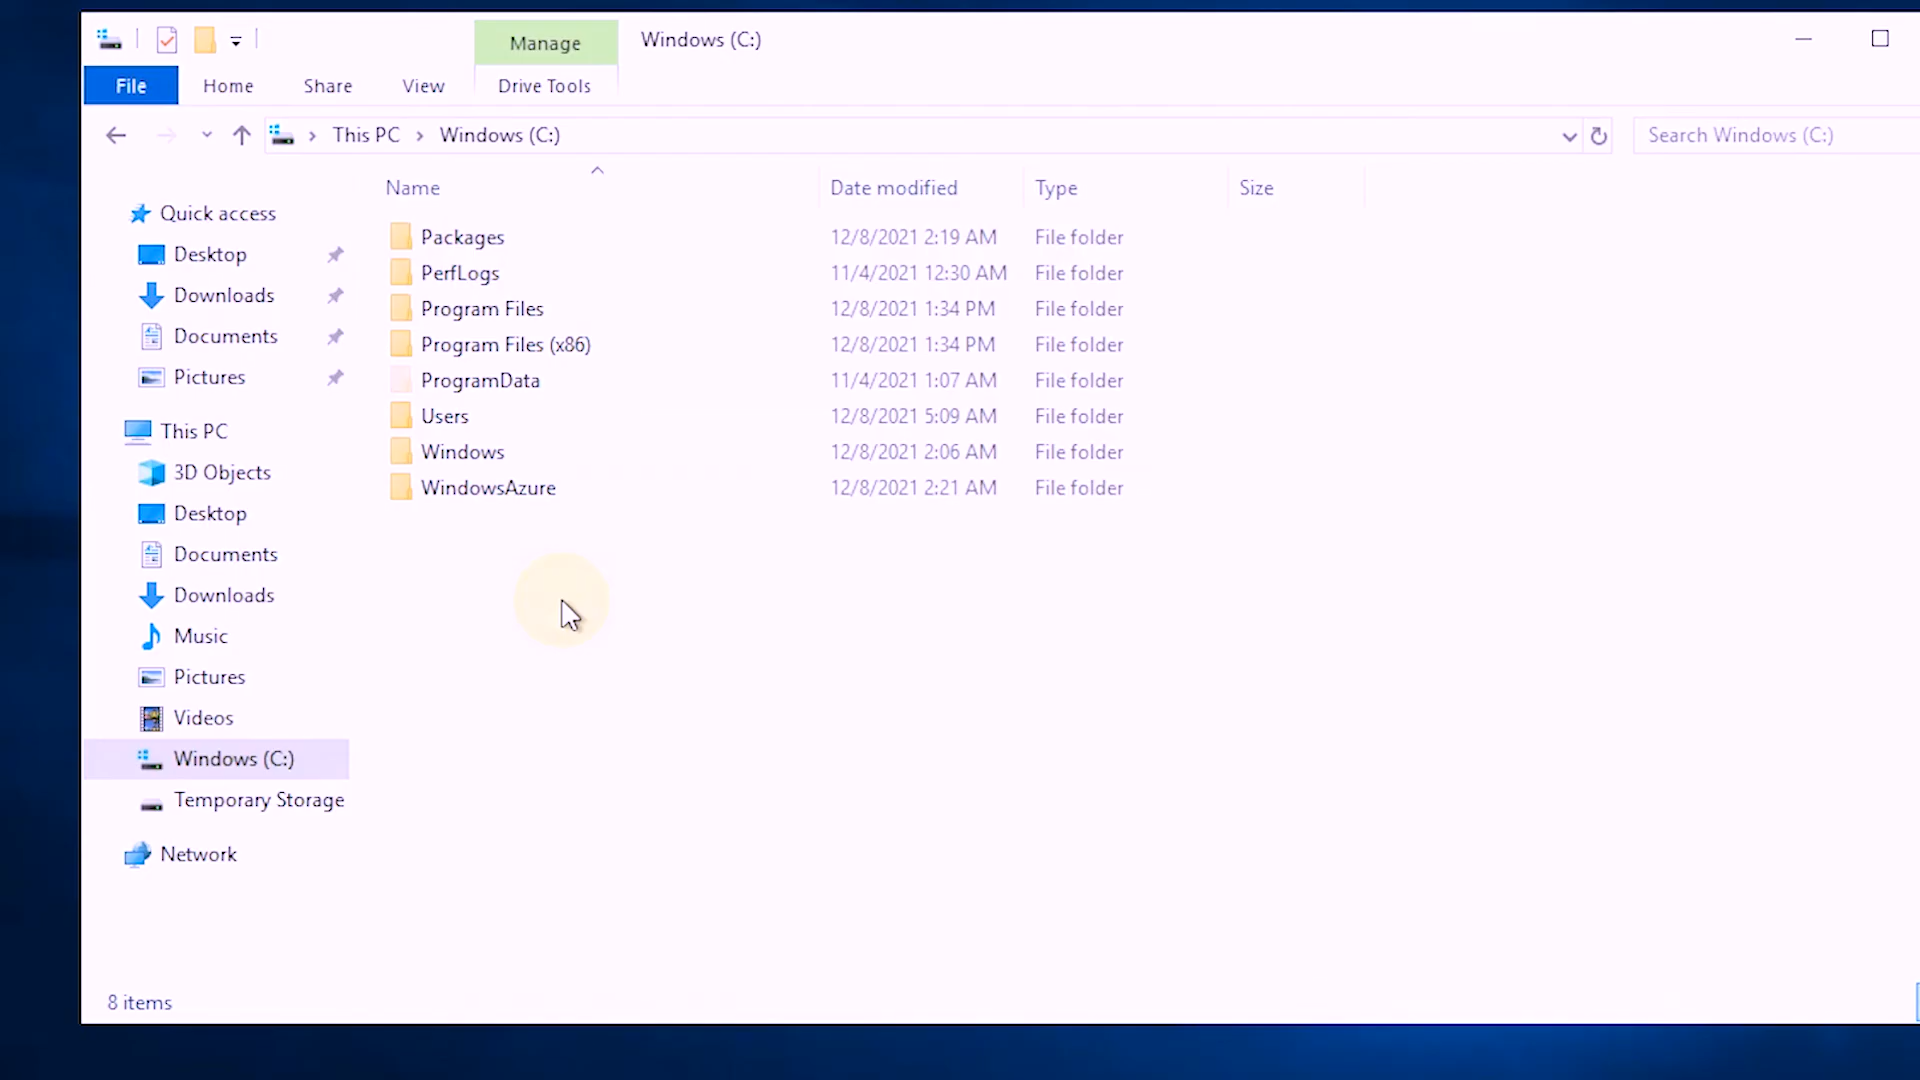 Manage
Windows (C:)
File
Home
Share
View
Drive Tools
This PC
Windows (C:)
Search Windows (C:)
Name
Date modified
Type
Size
Quick access
Desktop
Downloads
Documents
Pictures
This PC
3D Objects
Desktop
Documents
Downloads
Music
Pictures
Videos
Windows (C:)
Temporary Storage
Network
Packages 12/8/2021 2:19 AM File folder
PerfLogs 11/4/2021 12:30 AM File folder
Program Files 12/8/2021 1:34 PM File folder
Program Files (x86) 12/8/2021 1:34 PM File folder
ProgramData 11/4/2021 1:07 AM File folder
Users 12/8/2021 5:09 AM File folder
Windows 12/8/2021 2:06 AM File folder
WindowsAzure 12/8/2021 2:21 AM File folder
8 items